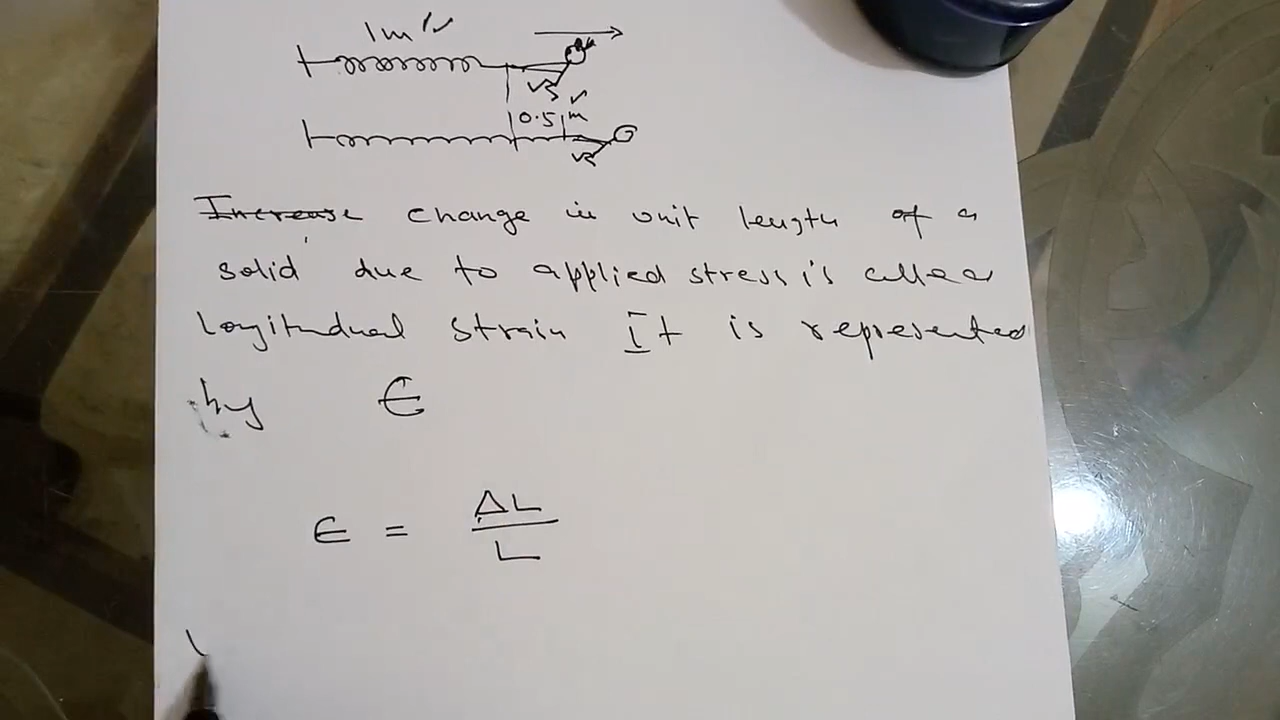 1m
0.5 m
Increase change in unit length of a
solid due to applied stress is called
longitudual strain It is represented
by ϵ
ϵ = ΔL / L